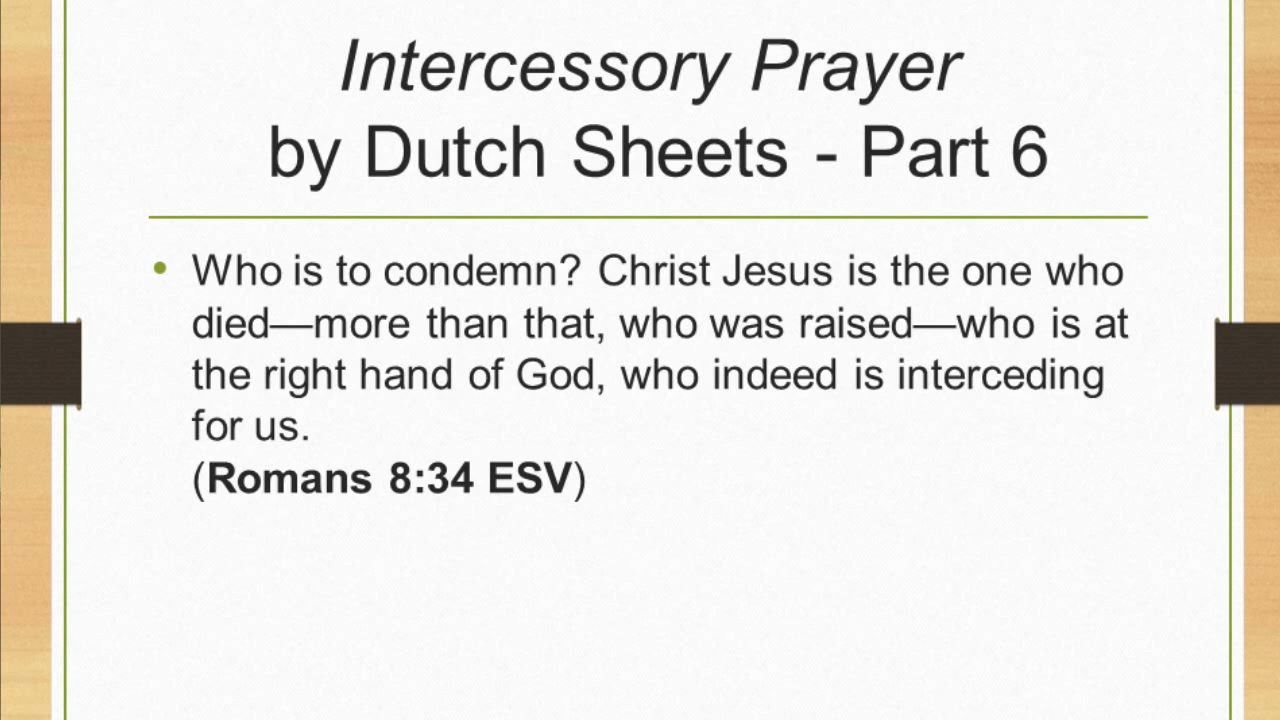 Intercessory Prayer
by Dutch Sheets - Part 6
• Who is to condemn? Christ Jesus is the one who
died—more than that, who was raised—who is at
the right hand of God, who indeed is interceding
for us.
(Romans 8:34 ESV)